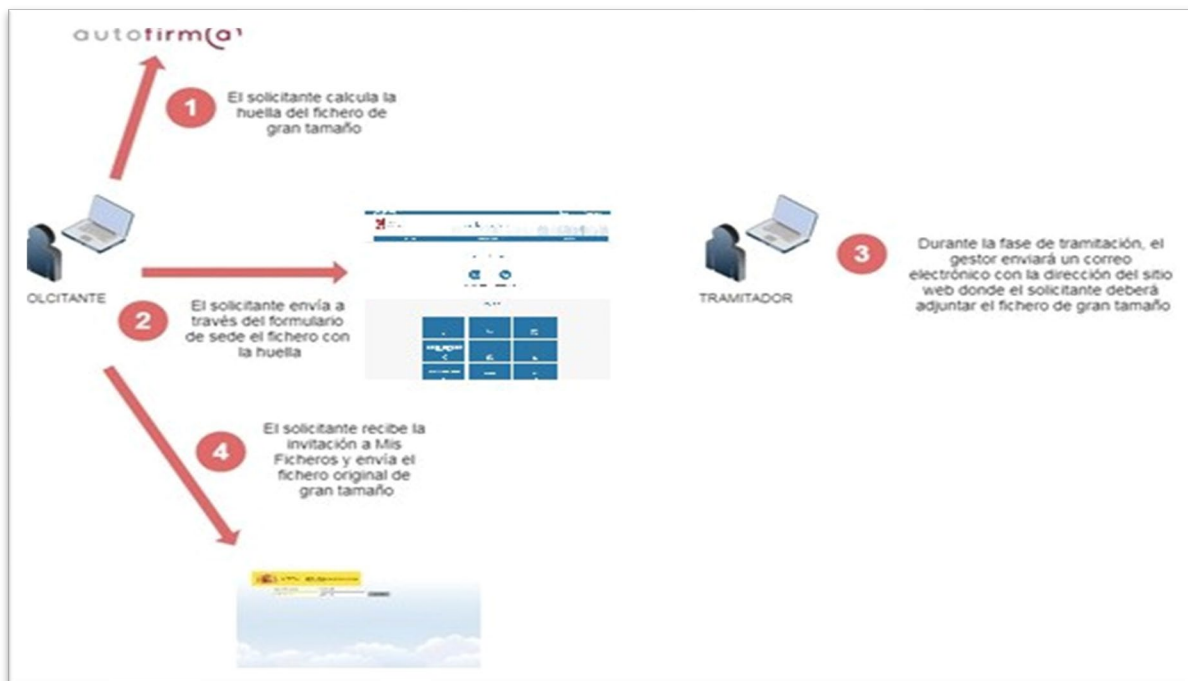 autofirm(a)
1
El solicitante calcula la
huella del fichero de
gran tamaño
OLCITANTE
2
El solicitante envía a
través del formulario
de sede el fichero con
la huella
TRAMITADOR
3
Durante la fase de tramitación, el
gestor enviará un correo
electrónico con la dirección del sitio
web donde el solicitante deberá
adjuntar el fichero de gran tamaño
4
El solicitante recibe la
invitación a Mis
Ficheros y envía el
fichero original de
gran tamaño